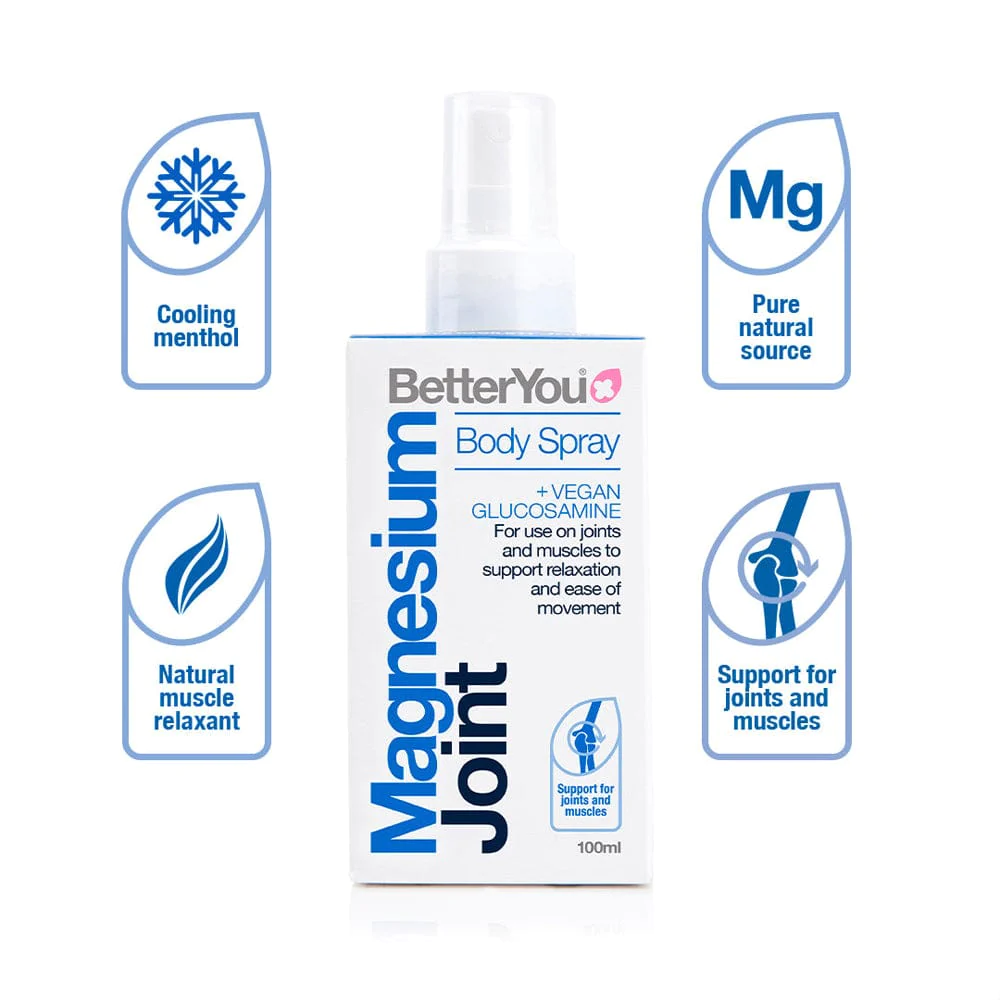 Cooling
menthol
Mg
Pure
natural
source
BetterYou®
Magnesium
Joint
Body Spray
+ VEGAN
GLUCOSAMINE
For use on joints
and muscles to
support relaxation
and ease of
movement
Support for
joints and
muscles
100ml
Natural
muscle
relaxant
Support for
joints and
muscles